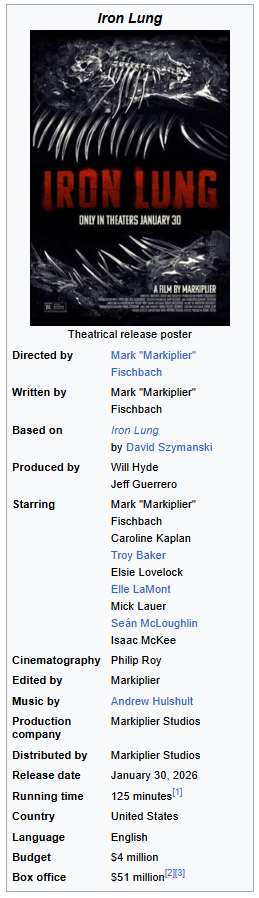 Iron Lung
IRON LUNG
ONLY IN THEATERS JANUARY 30
A FILM BY MARKIPLIER
Theatrical release poster
Directed by Mark "Markiplier"
Fischbach
Written by Mark "Markiplier"
Fischbach
Based on Iron Lung
by David Szymanski
Produced by Will Hyde
Jeff Guerrero
Starring Mark "Markiplier"
Fischbach
Caroline Kaplan
Troy Baker
Elsie Lovelock
Elle LaMont
Mick Lauer
Seán McLoughlin
Isaac McKee
Cinematography Philip Roy
Edited by Markiplier
Music by Andrew Hulshult
Production Markiplier Studios
company
Distributed by Markiplier Studios
Release date January 30, 2026
Running time 125 minutes[1]
Country United States
Language English
Budget $4 million
Box office $51 million[2][3]